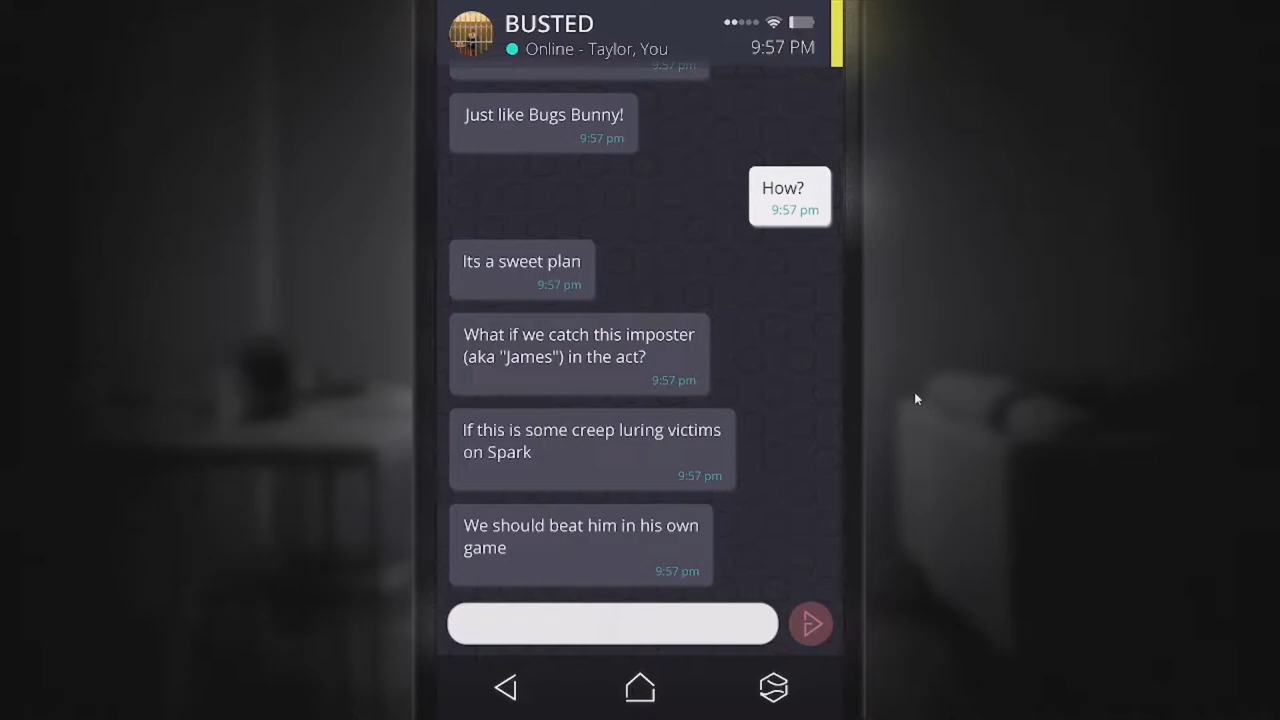 BUSTED
Online - Taylor, You
9:57 PM
9:57 pm
Just like Bugs Bunny!
9:57 pm
How?
9:57 pm
Its a sweet plan
9:57 pm
What if we catch this imposter
(aka "James") in the act?
9:57 pm
If this is some creep luring victims
on Spark
9:57 pm
We should beat him in his own
game
9:57 pm